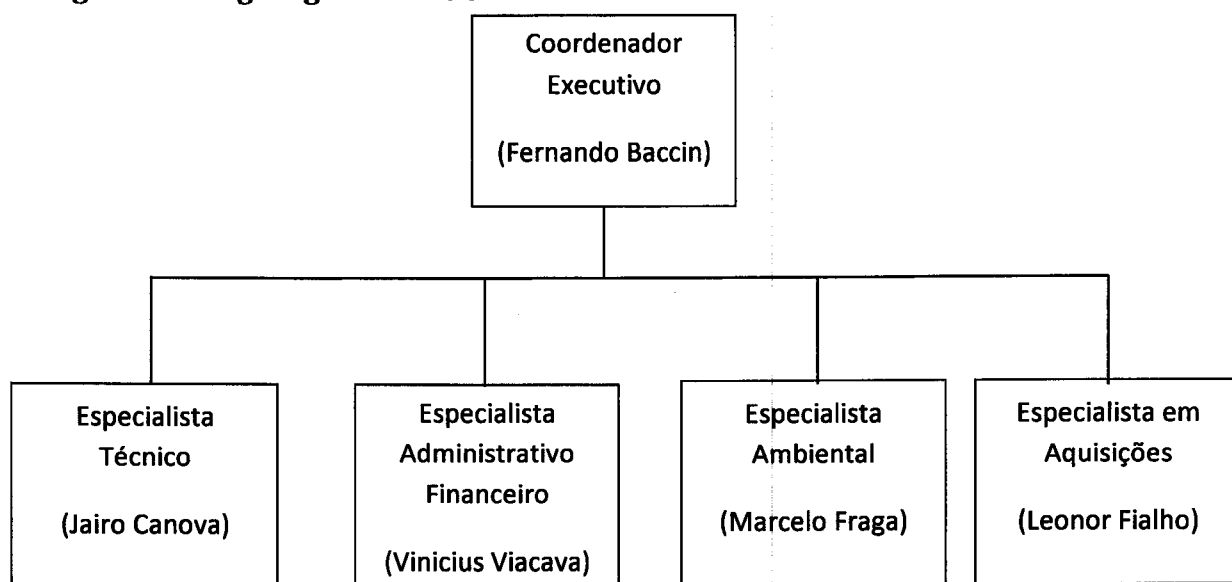 Coordenador
Executivo
(Fernando Baccin)
Especialista
Técnico
(Jairo Canova)
Especialista
Administrativo
Financeiro
(Vinicius Viacava)
Especialista
Ambiental
(Marcelo Fraga)
Especialista em
Aquisições
(Leonor Fialho)